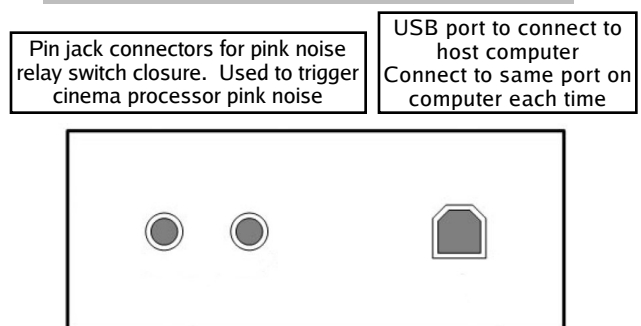 Pin jack connectors for pink noise
relay switch closure.  Used to trigger
cinema processor pink noise
USB port to connect to
host computer
Connect to same port on
computer each time